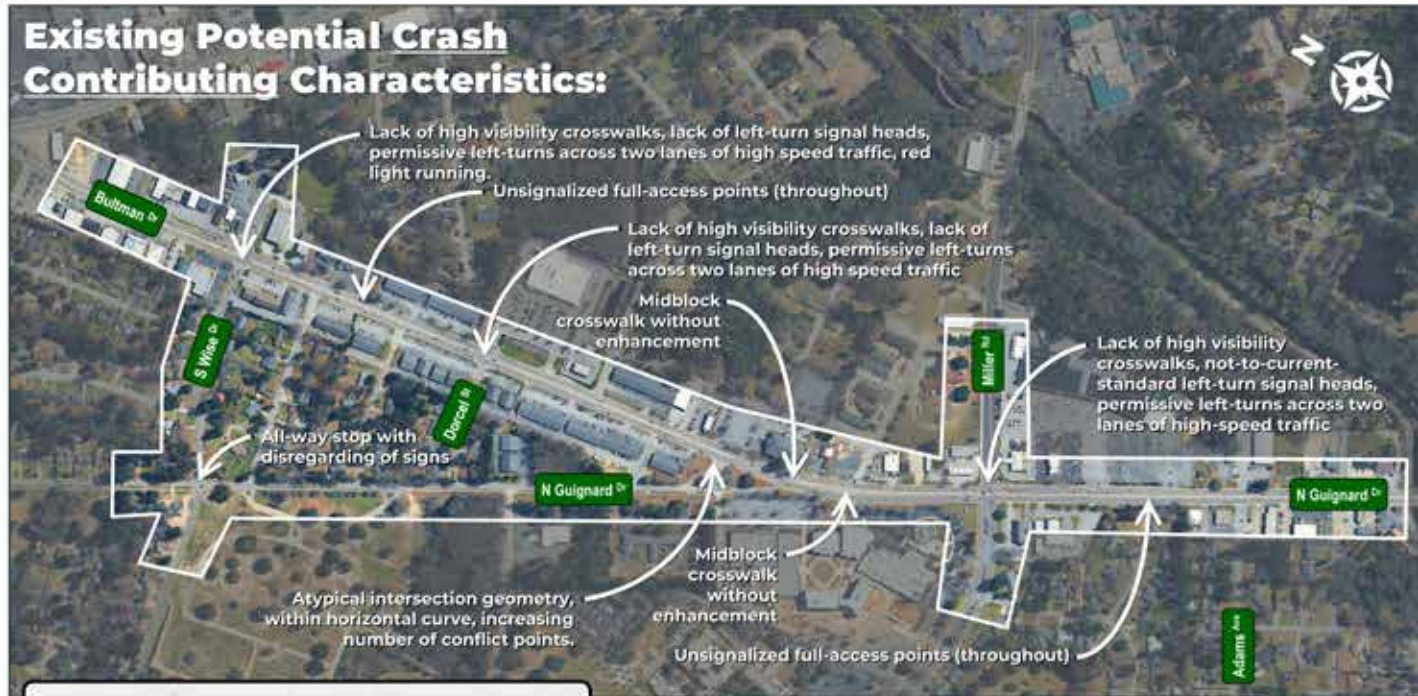 Existing Potential Crash
Contributing Characteristics:
N
Lack of high visibility crosswalks, lack of left-turn signal heads,
permissive left-turns across two lanes of high speed traffic, red
light running.
Unsignalized full-access points (throughout)
Bultman Dr
Lack of high visibility crosswalks, lack of
left-turn signal heads, permissive left-turns
across two lanes of high speed traffic
Midblock
crosswalk without
enhancement
S Wise Dr
Dorcel St
Miller Rd
Lack of high visibility
crosswalks, not-to-current-
standard left-turn signal heads,
permissive left-turns across two
lanes of high-speed traffic
All-way stop with
disregarding of signs
N Guignard Dr
N Guignard Dr
Atypical intersection geometry,
within horizontal curve, increasing
number of conflict points.
Midblock
crosswalk
without
enhancement
Unsignalized full-access points (throughout)
Adams Ave